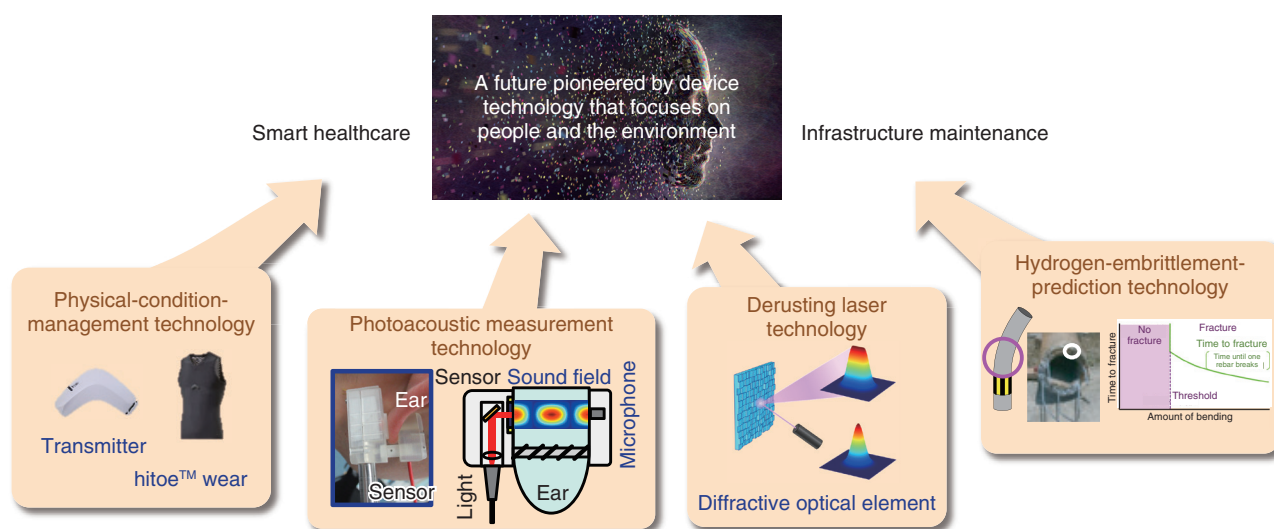 A future pioneered by device
technology that focuses on
people and the environment
Smart healthcare
Infrastructure maintenance
Physical-condition-
management technology
Transmitter
hitoe™ wear
Photoacoustic measurement
technology
Ear
Sensor
Sensor
Sound field
Microphone
Light
Ear
Derusting laser
technology
Diffractive optical element
Hydrogen-embrittlement-
prediction technology
Time to fracture
No
fracture
Fracture
Time to fracture
Time until one
rebar breaks
Threshold
Amount of bending